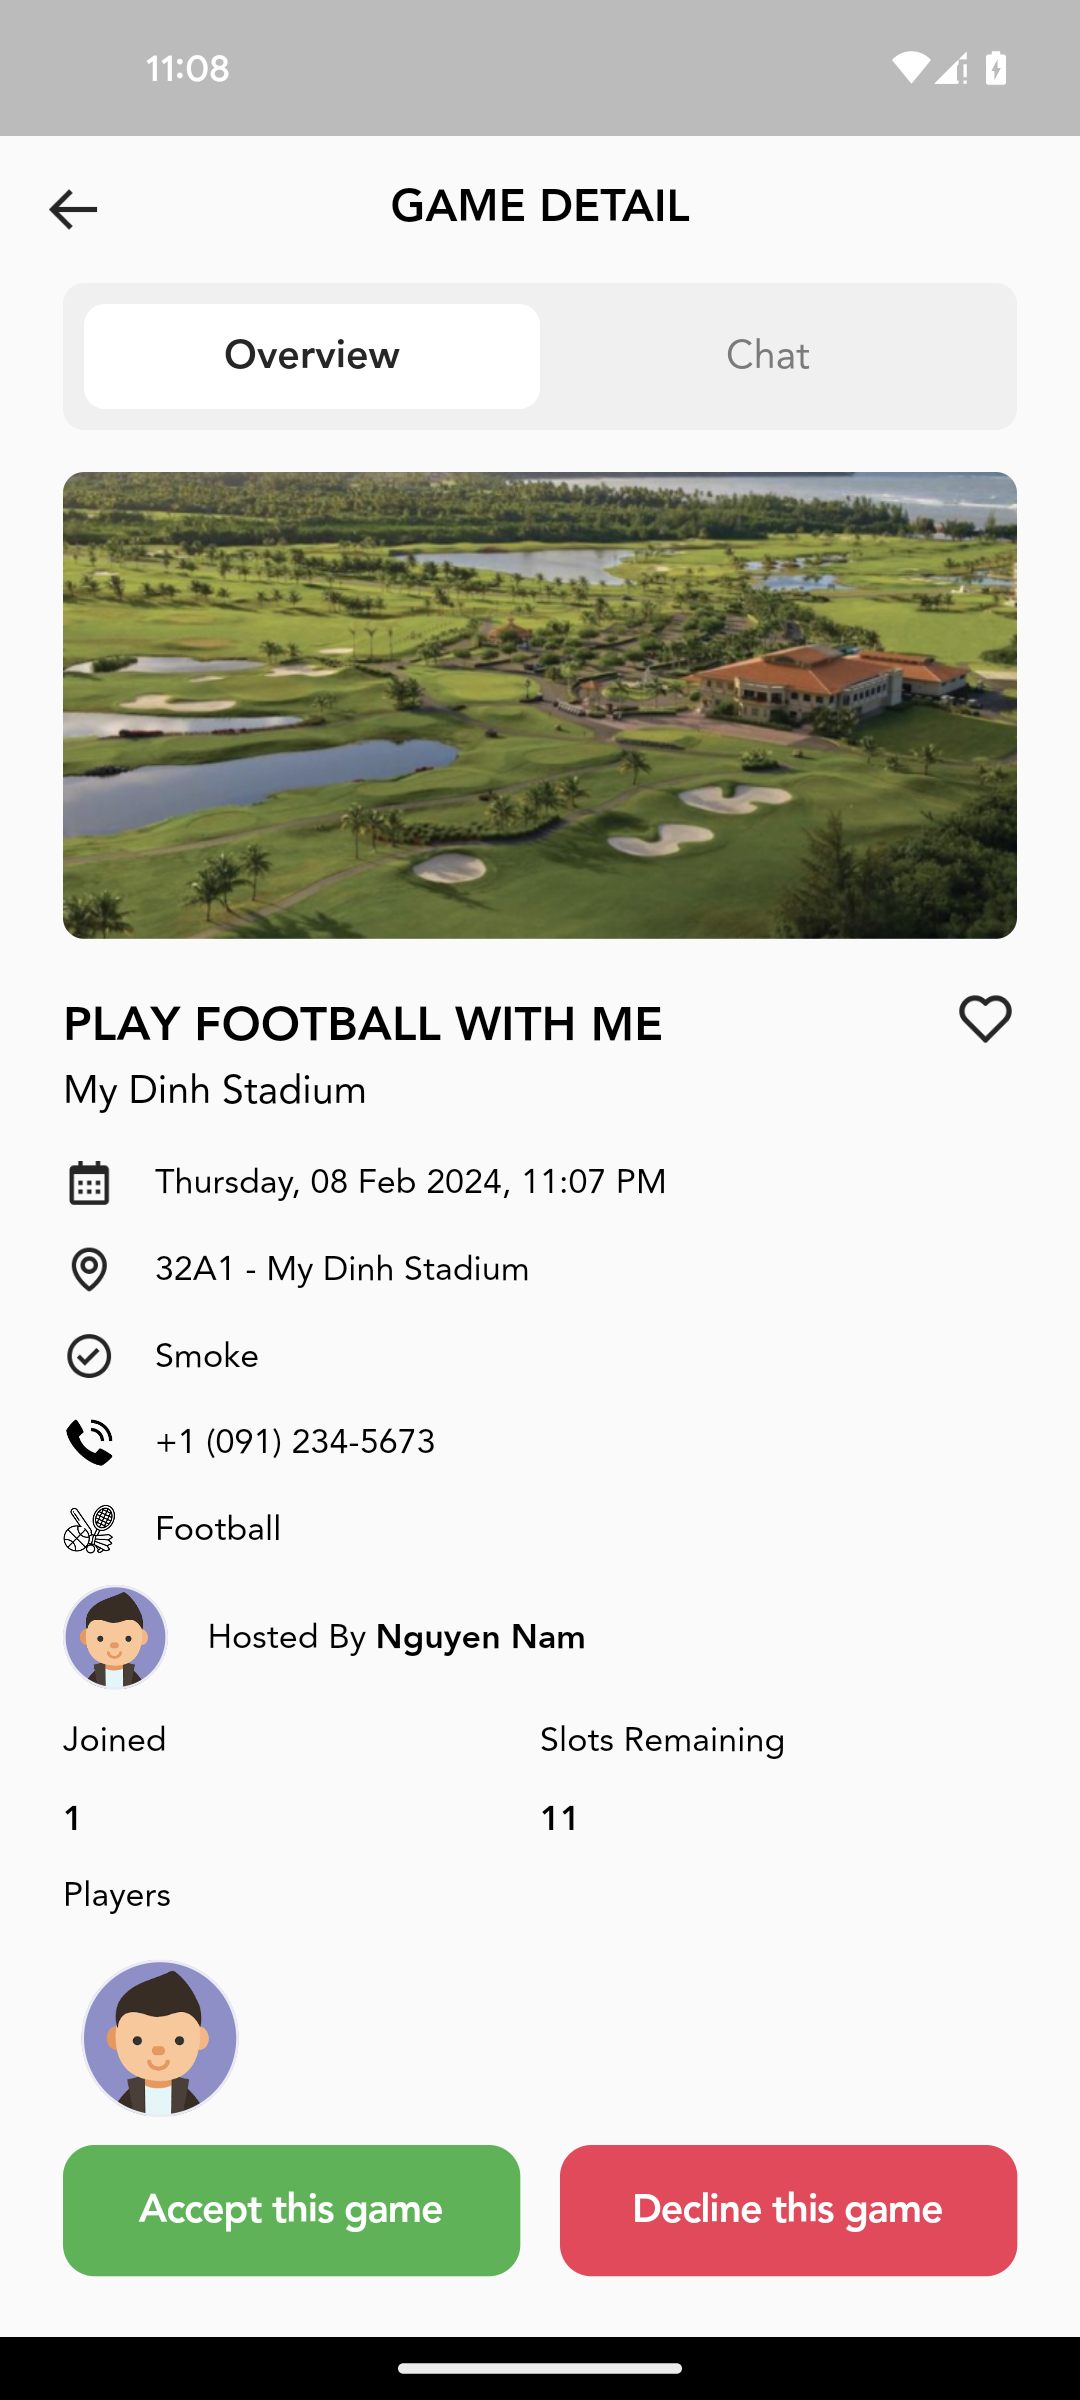 11:08
GAME DETAIL
Overview
Chat
PLAY FOOTBALL WITH ME
My Dinh Stadium
Thursday, 08 Feb 2024, 11:07 PM
32A1 - My Dinh Stadium
Smoke
+1 (091) 234-5673
Football
Hosted By Nguyen Nam
Joined
Slots Remaining
1
11
Players
Accept this game
Decline this game